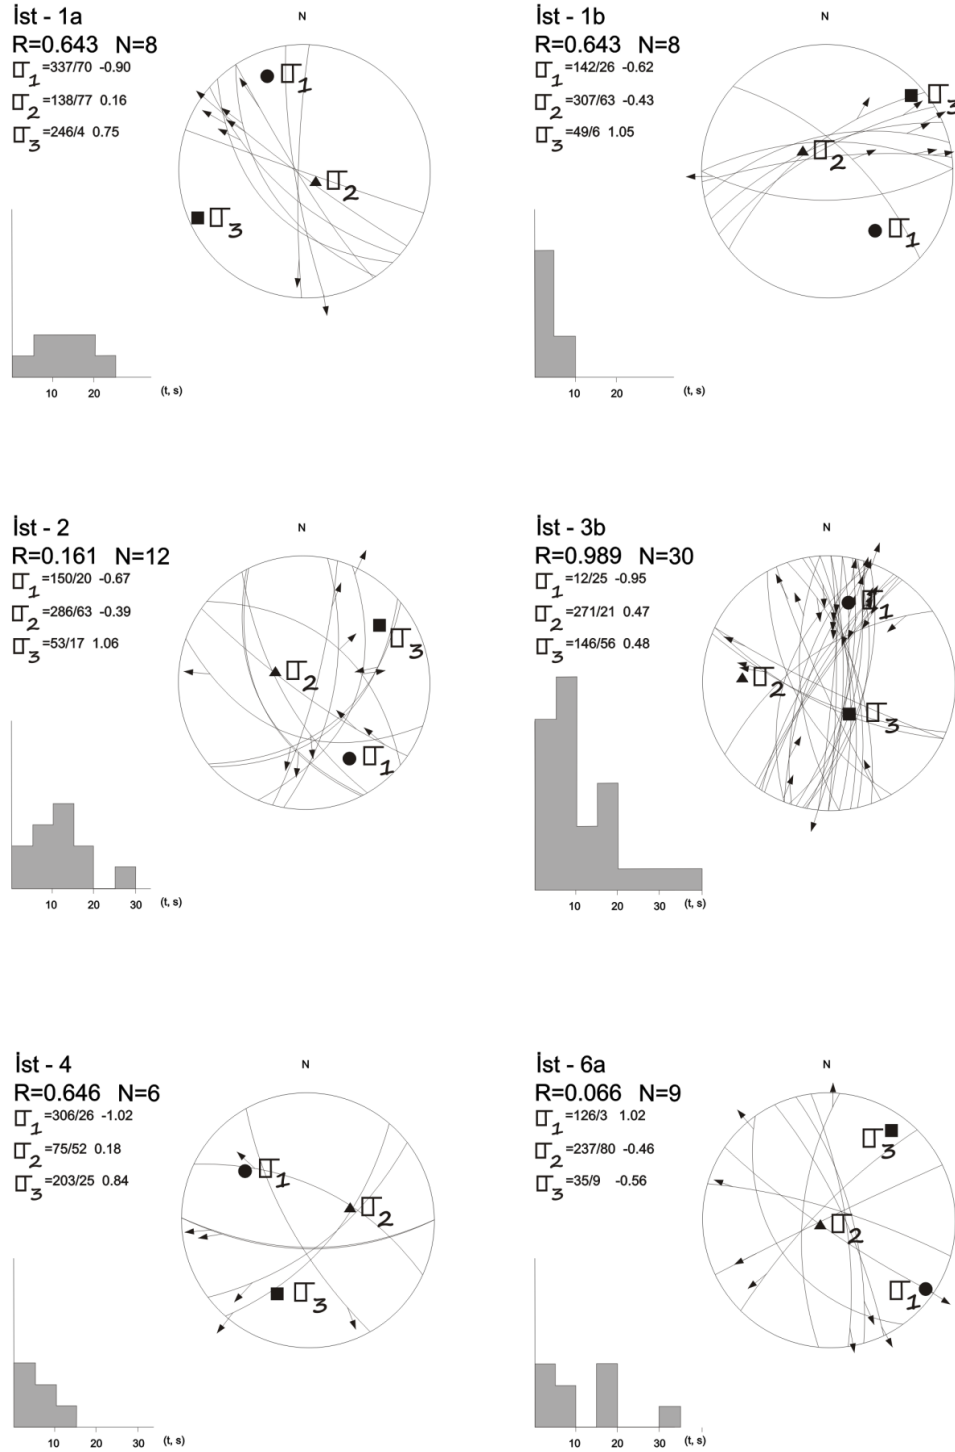 İst - 1a
R=0.643 N=8
σ1=337/70 -0.90
σ2=138/77 0.16
σ3=246/4 0.75
N
σ1
σ2
σ3
10 20 (t, s)
İst - 1b
R=0.643 N=8
σ1=142/26 -0.62
σ2=307/63 -0.43
σ3=49/6 1.05
N
σ3
σ2
σ1
10 20 (t, s)
İst - 2
R=0.161 N=12
σ1=150/20 -0.67
σ2=286/63 -0.39
σ3=53/17 1.06
N
σ3
σ2
σ1
10 20 30 (t, s)
İst - 3b
R=0.989 N=30
σ1=12/25 -0.95
σ2=271/21 0.47
σ3=146/56 0.48
N
σ1
σ2
σ3
10 20 30 (t, s)
İst - 4
R=0.646 N=6
σ1=306/26 -1.02
σ2=75/52 0.18
σ3=203/25 0.84
N
σ1
σ2
σ3
10 20 30 (t, s)
İst - 6a
R=0.066 N=9
σ1=126/3 1.02
σ2=237/80 -0.46
σ3=35/9 -0.56
N
σ3
σ2
σ1
10 20 30 (t, s)